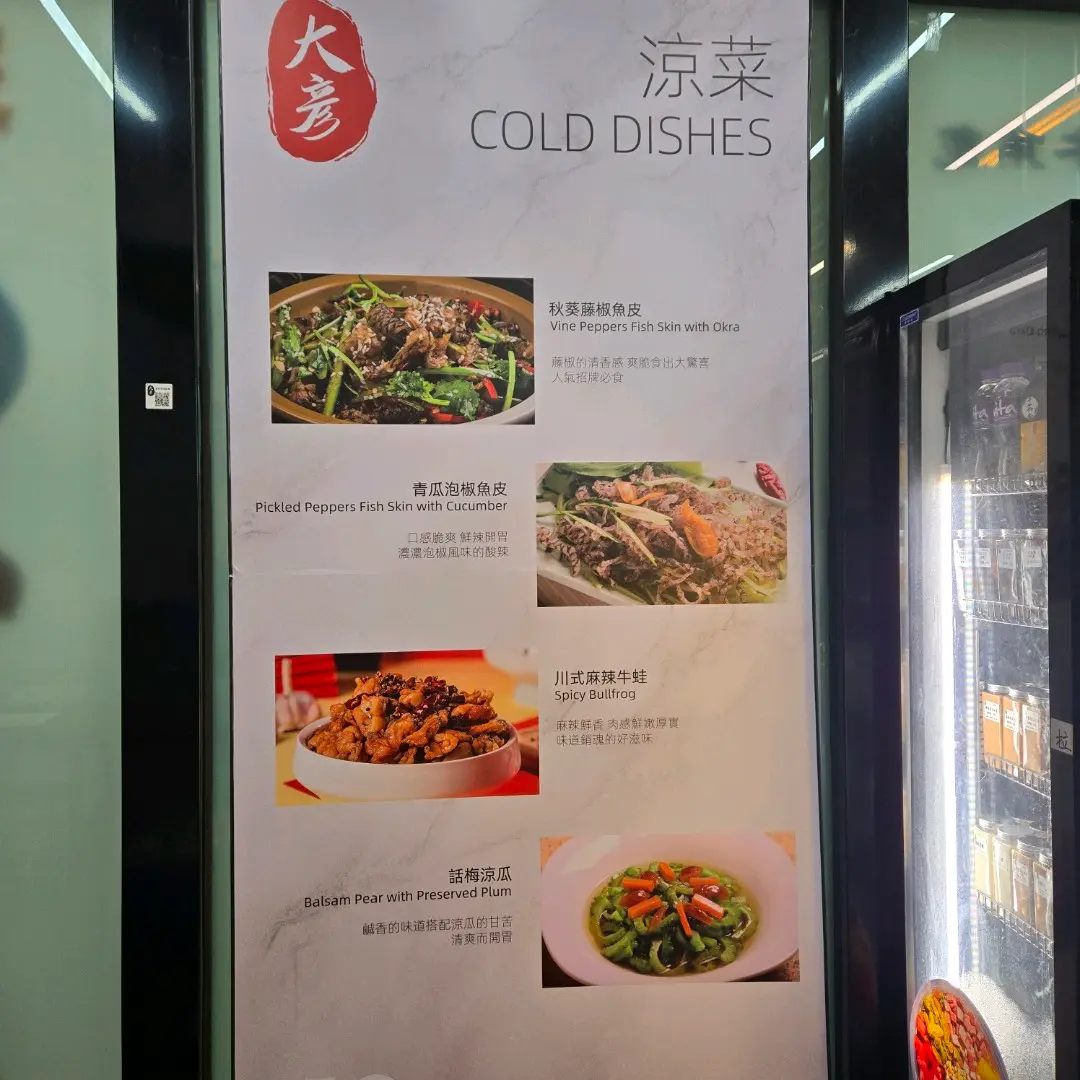 大
彦
涼菜
COLD DISHES
秋葵藤椒魚皮
Vine Peppers Fish Skin with Okra
藤椒的清香感 爽脆食出大驚喜
人氣招牌必食
青瓜泡椒魚皮
Pickled Peppers Fish Skin with Cucumber
口感脆爽 鮮辣開胃
濃濃泡椒風味的酸辣
川式麻辣牛蛙
Spicy Bullfrog
麻辣鮮香 肉感鮮嫩厚實
味道銷魂的好滋味
話梅涼瓜
Balsam Pear with Preserved Plum
鹹香的味道搭配涼瓜的甘苦
清爽而開胃